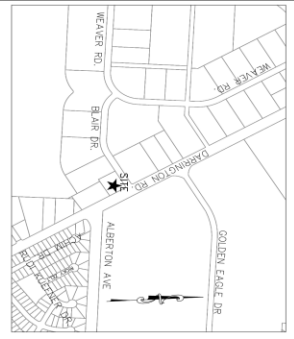 WEAVER RD.
WEAVER RD.
BLAIR DR.
DARRINGTON RD
SITE
ALBERTON AVE
GOLDEN EAGLE DR